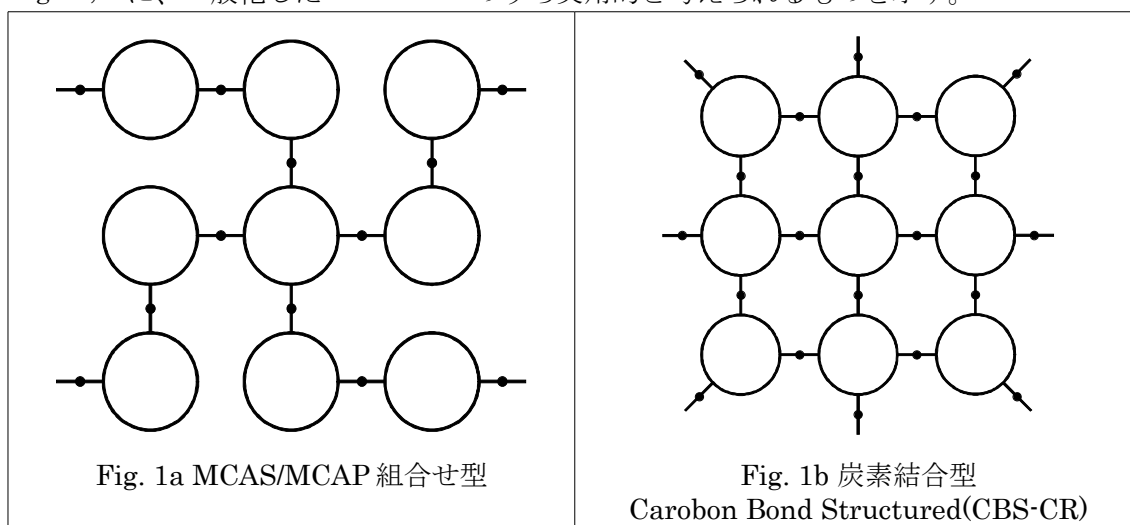 Fig. 1a MCAS/MCAP 組合せ型
Fig. 1b 炭素結合型
Carobon Bond Structured(CBS-CR)